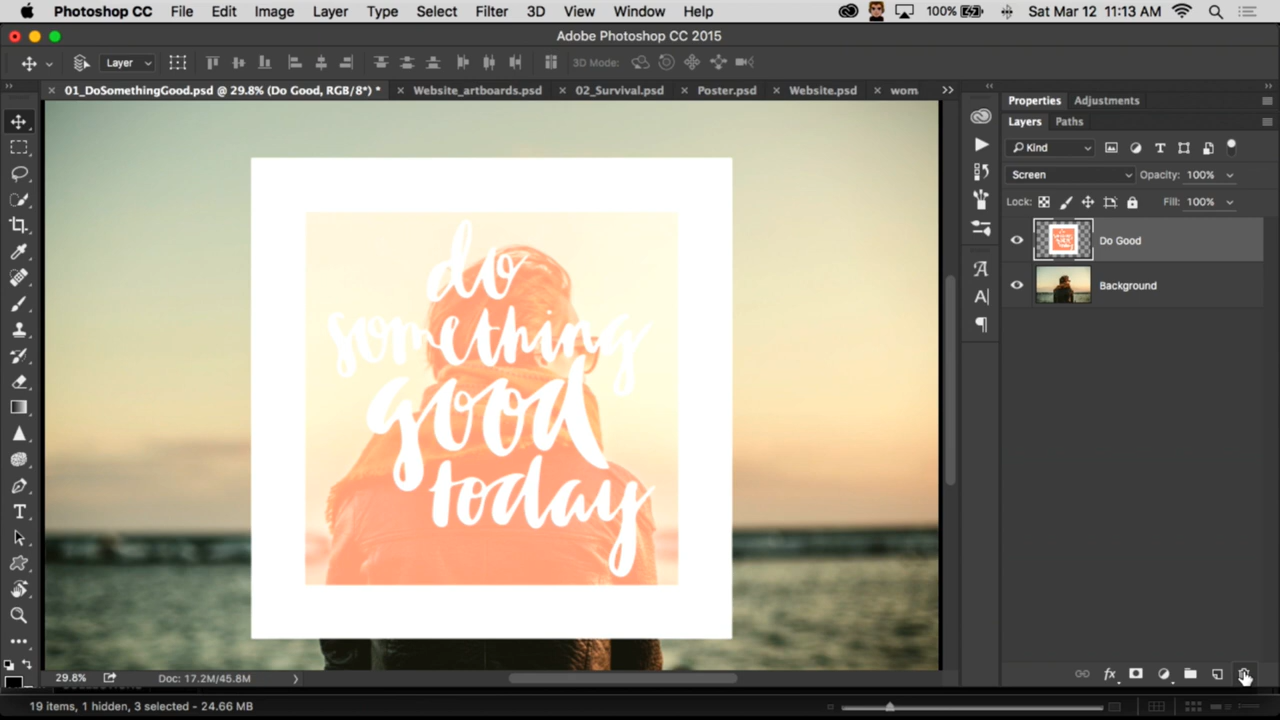 Photoshop CC File Edit Image Layer Type Select Filter 3D View Window Help 100% Sat Mar 12 11:13 AM
Adobe Photoshop CC 2015
Layer 3D Mode:
01_DoSomethingGood.psd @ 29.8% (Do Good, RGB/8*) * Website_artboards.psd 02_Survival.psd Poster.psd Website.psd wom
Properties Adjustments
Layers Paths
Kind
Screen Opacity: 100%
Lock: Fill: 100%
Do Good
Background
do
something
good
today
29.8% Doc: 17.2M/45.8M
19 items, 1 hidden, 3 selected - 24.66 MB